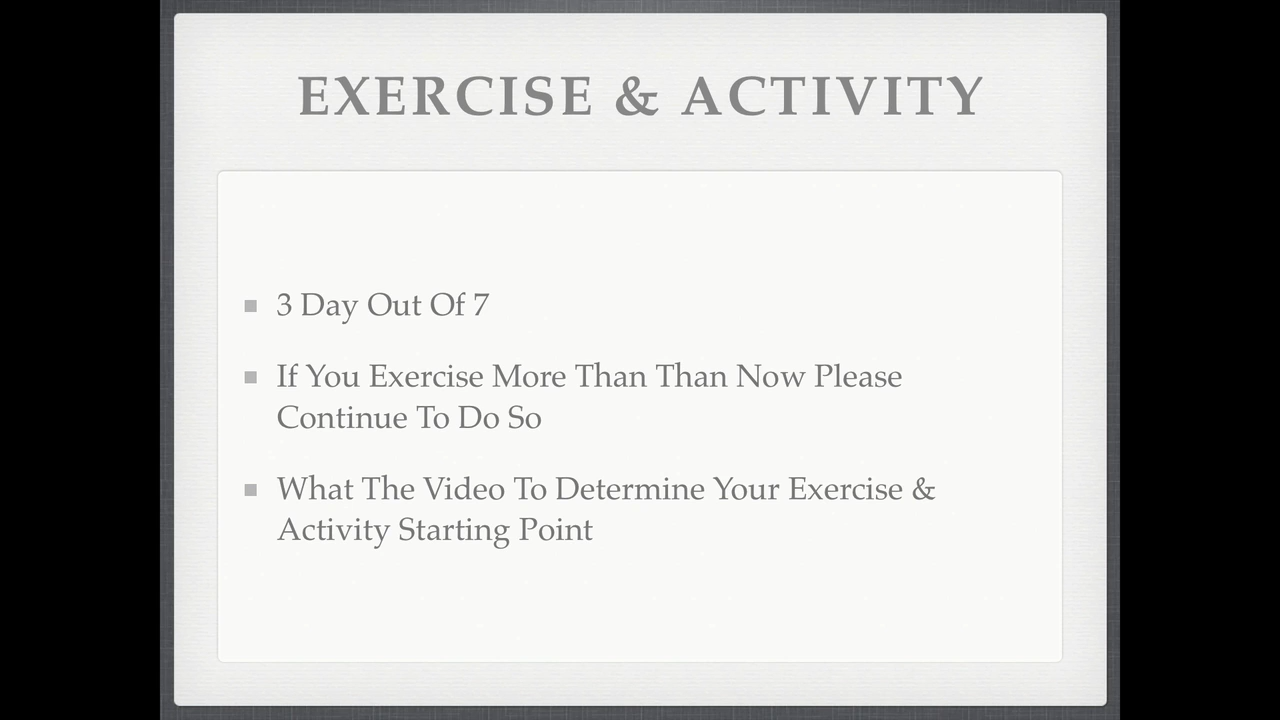 EXERCISE & ACTIVITY
3 Day Out Of 7
If You Exercise More Than Than Now Please
Continue To Do So
What The Video To Determine Your Exercise &
Activity Starting Point